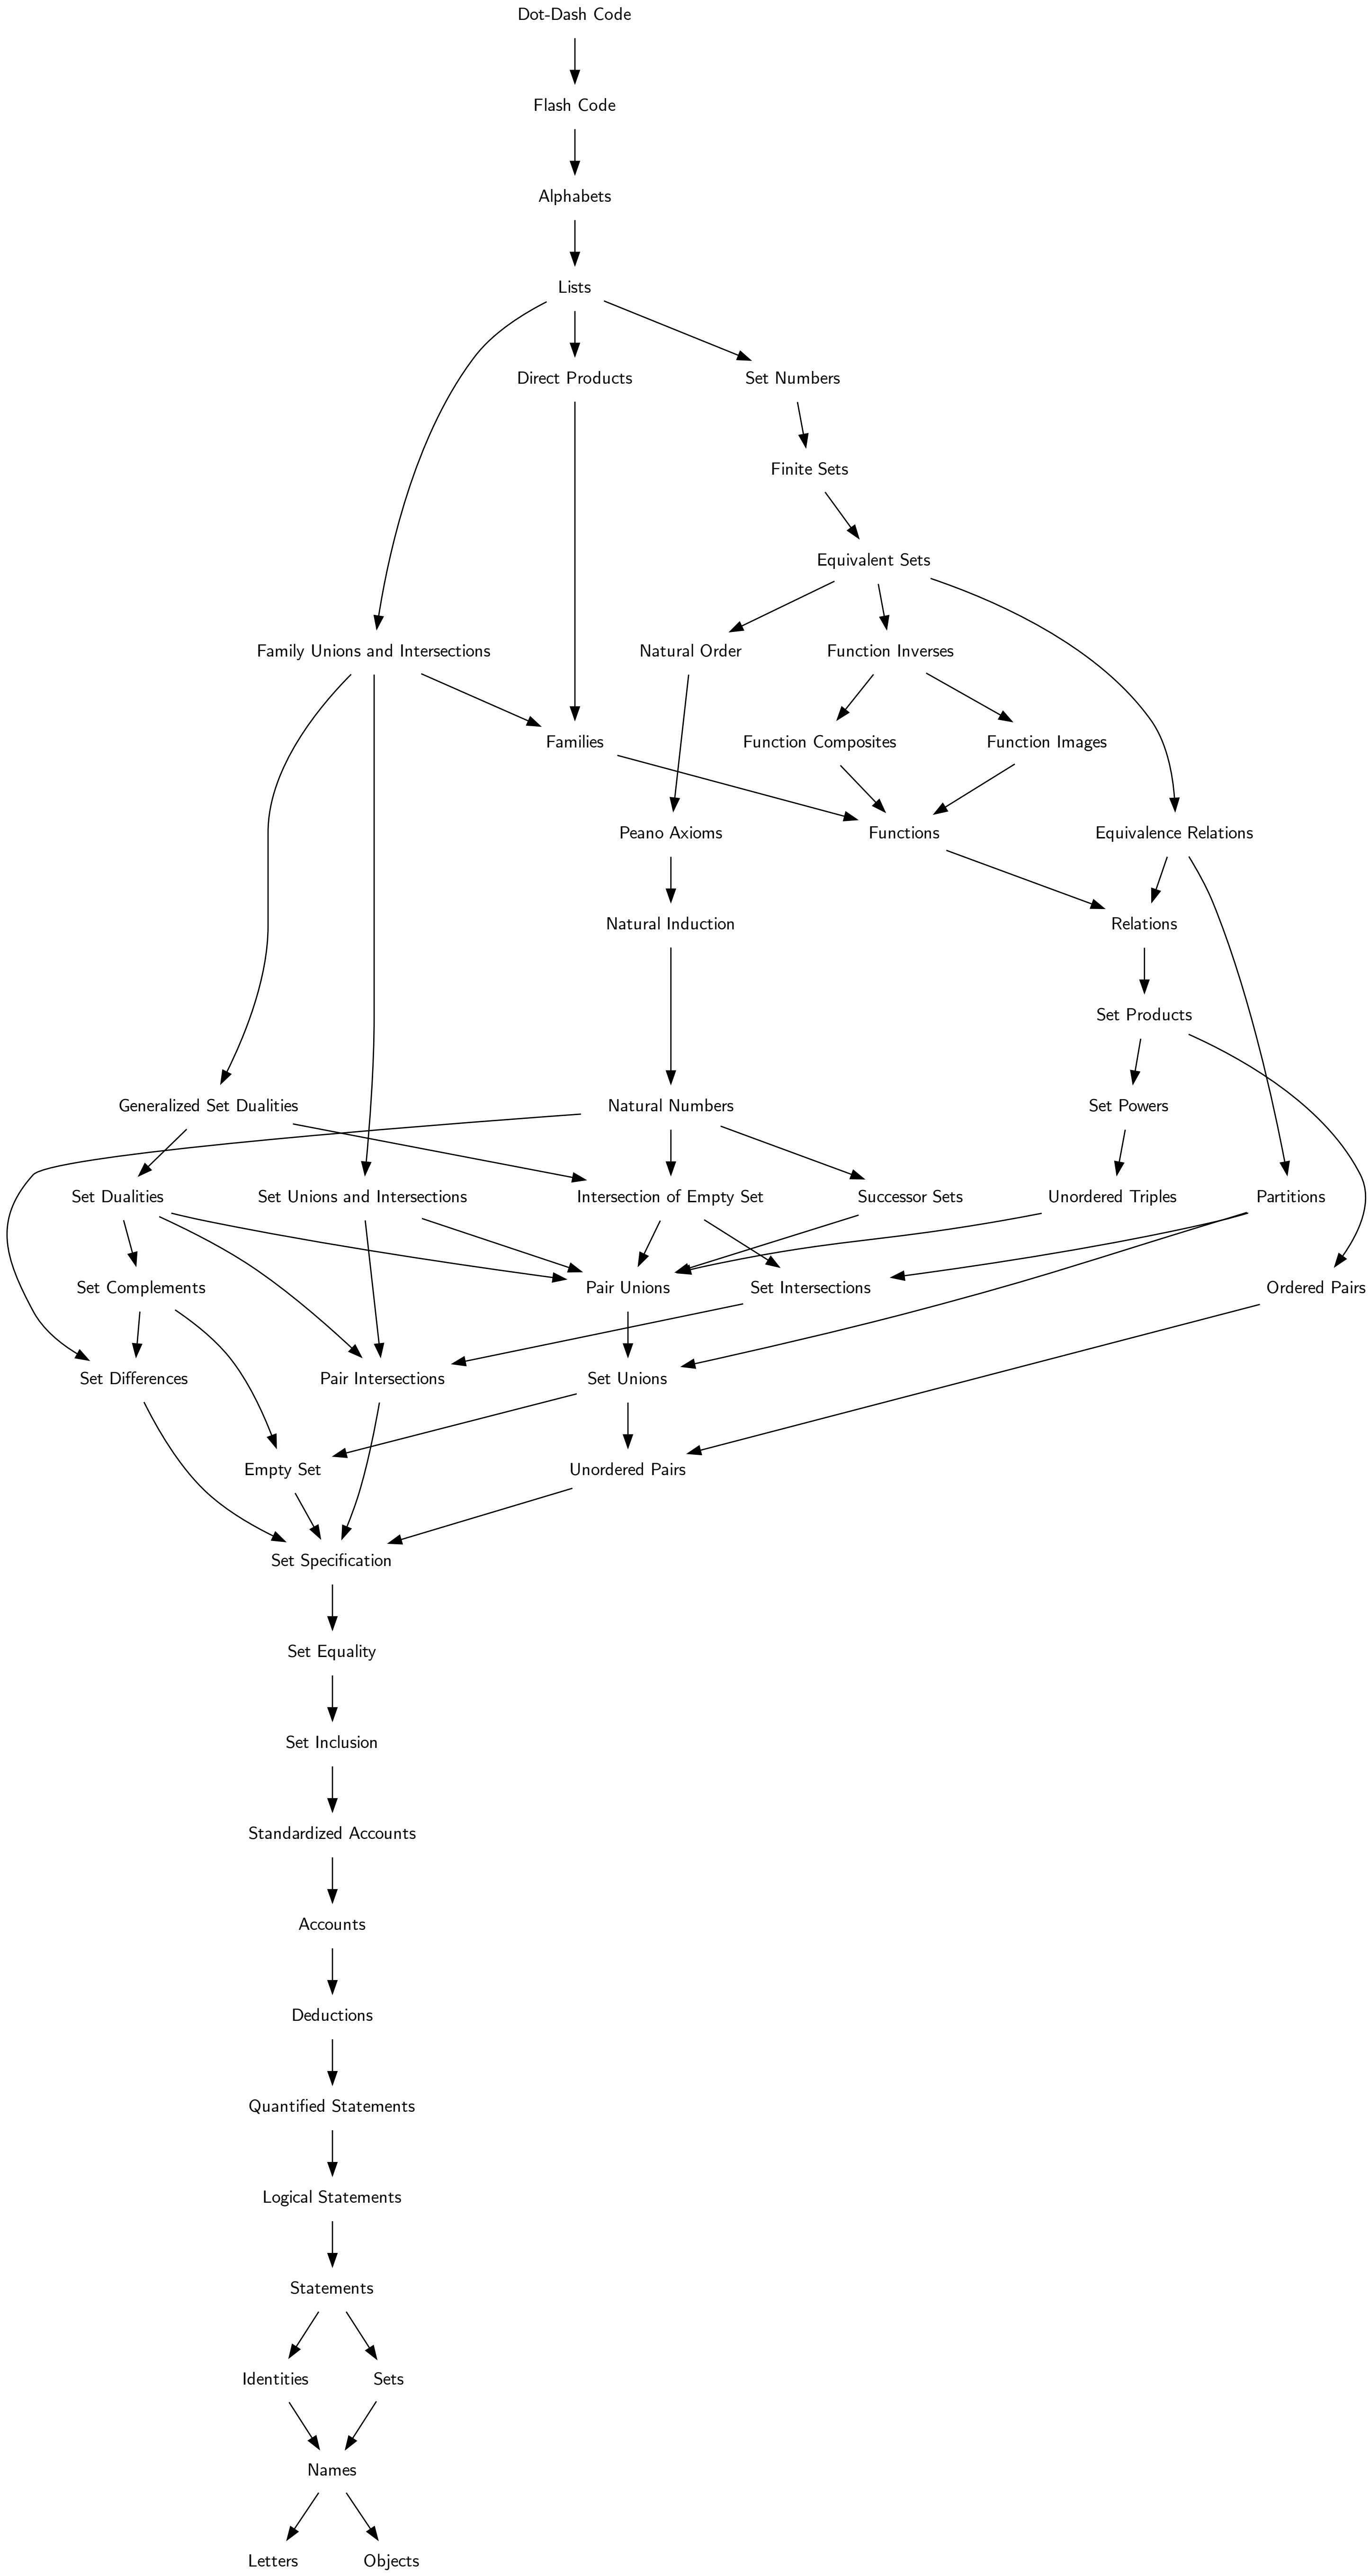 Dot-Dash Code
Flash Code
Alphabets
Lists
Direct Products
Set Numbers
Finite Sets
Equivalent Sets
Family Unions and Intersections
Natural Order
Function Inverses
Families
Function Composites
Function Images
Peano Axioms
Functions
Equivalence Relations
Natural Induction
Relations
Set Products
Generalized Set Dualities
Natural Numbers
Set Powers
Set Dualities
Set Unions and Intersections
Intersection of Empty Set
Successor Sets
Unordered Triples
Partitions
Set Complements
Pair Unions
Set Intersections
Ordered Pairs
Set Differences
Pair Intersections
Set Unions
Empty Set
Unordered Pairs
Set Specification
Set Equality
Set Inclusion
Standardized Accounts
Accounts
Deductions
Quantified Statements
Logical Statements
Statements
Identities
Sets
Names
Letters
Objects